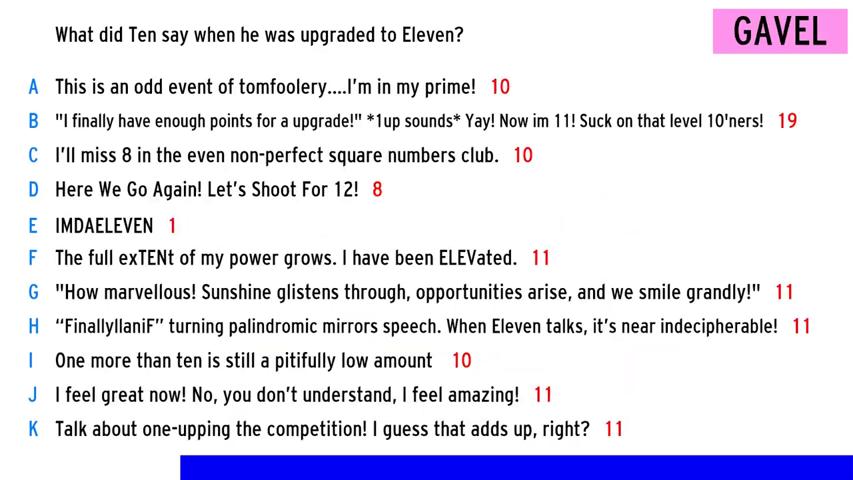 What did Ten say when he was upgraded to Eleven?
GAVEL
A This is an odd event of tomfoolery....I'm in my prime! 10
B "I finally have enough points for a upgrade!" *1up sounds* Yay! Now im 11! Suck on that level 10'ners! 19
C I'll miss 8 in the even non-perfect square numbers club. 10
D Here We Go Again! Let's Shoot For 12! 8
E IMDAELEVEN 1
F The full exTENt of my power grows. I have been ELEVated. 11
G "How marvellous! Sunshine glistens through, opportunities arise, and we smile grandly!" 11
H “FinallyllaniF” turning palindromic mirrors speech. When Eleven talks, it's near indecipherable! 11
I One more than ten is still a pitifully low amount 10
J I feel great now! No, you don't understand, I feel amazing! 11
K Talk about one-upping the competition! I guess that adds up, right? 11